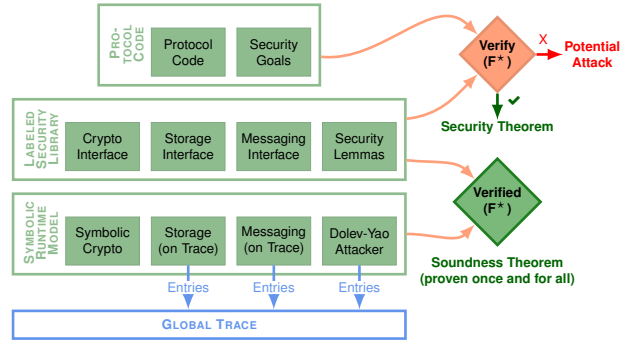 PRO-
TOCOL
CODE
Protocol
Code
Security
Goals
Verify
(F*)
X
Potential
Attack
✔
Security Theorem
LABELED
SECURITY
LIBRARY
Crypto
Interface
Storage
Interface
Messaging
Interface
Security
Lemmas
Verified
(F*)
Soundness Theorem
(proven once and for all)
SYMBOLIC
RUNTIME
MODEL
Symbolic
Crypto
Storage
(on Trace)
Messaging
(on Trace)
Dolev-Yao
Attacker
Entries
Entries
Entries
GLOBAL TRACE